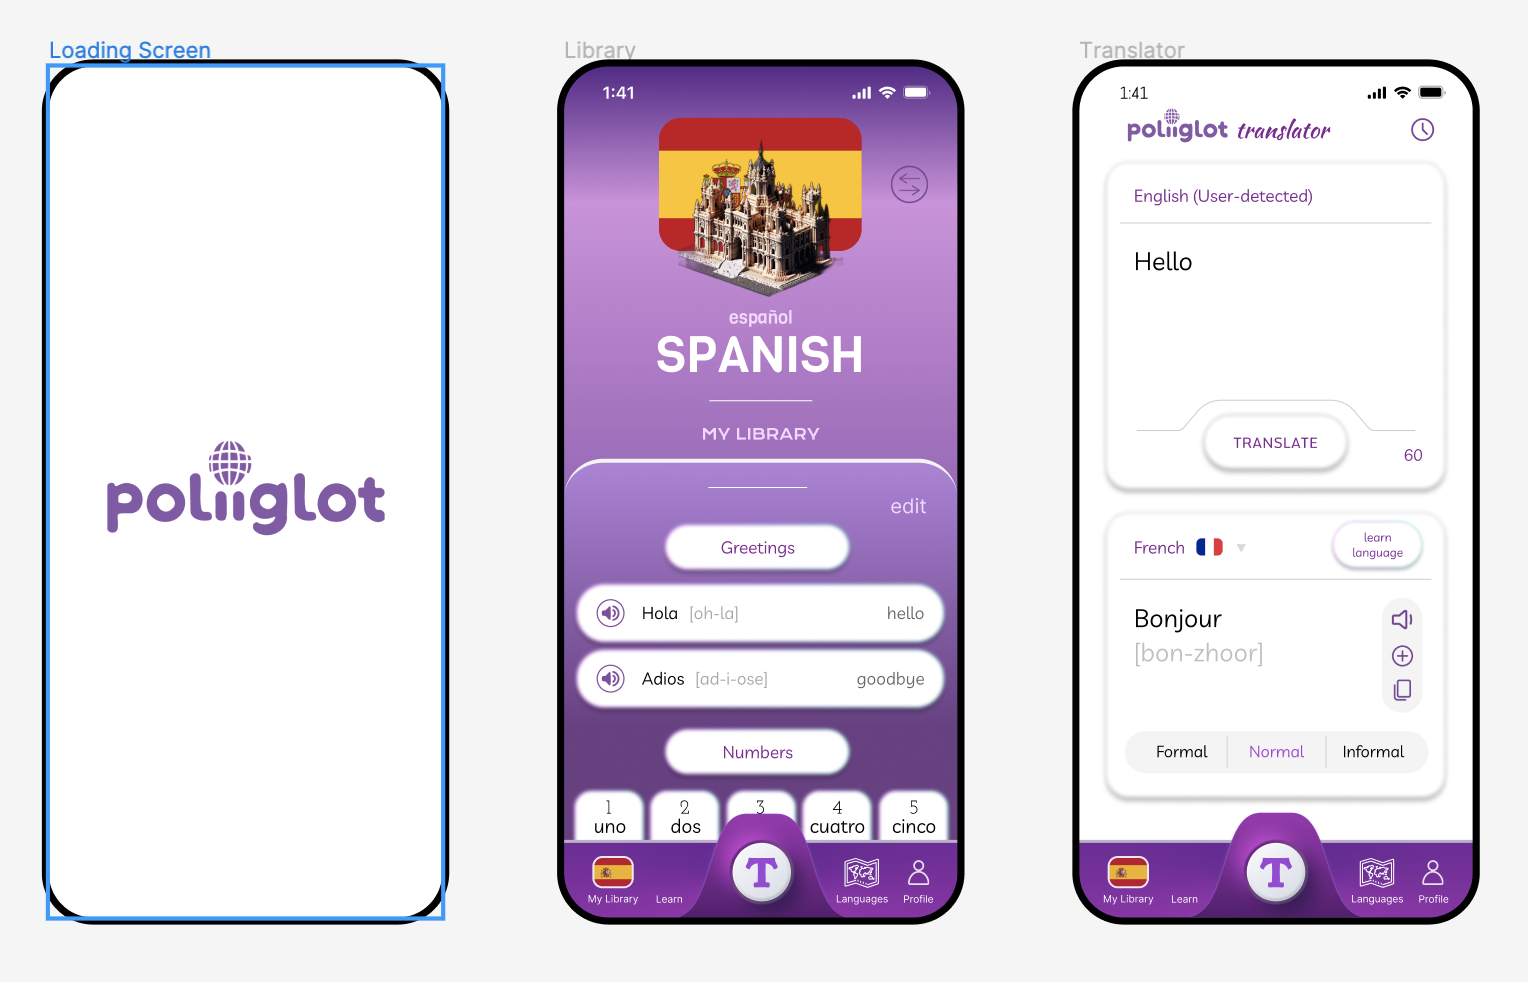 Loading Screen
poliiglot
Library
1:41
español
SPANISH
MY LIBRARY
edit
Greetings
Hola [oh-la] hello
Adios [ad-i-ose] goodbye
Numbers
1 2 3 4 5
uno dos cuatro cinco
T
My Library Learn Languages Profile
Translator
1:41
poliiglot translator
English (User-detected)
Hello
TRANSLATE
60
French
learn
language
Bonjour
[bon-zhoor]
Formal Normal Informal
T
My Library Learn Languages Profile